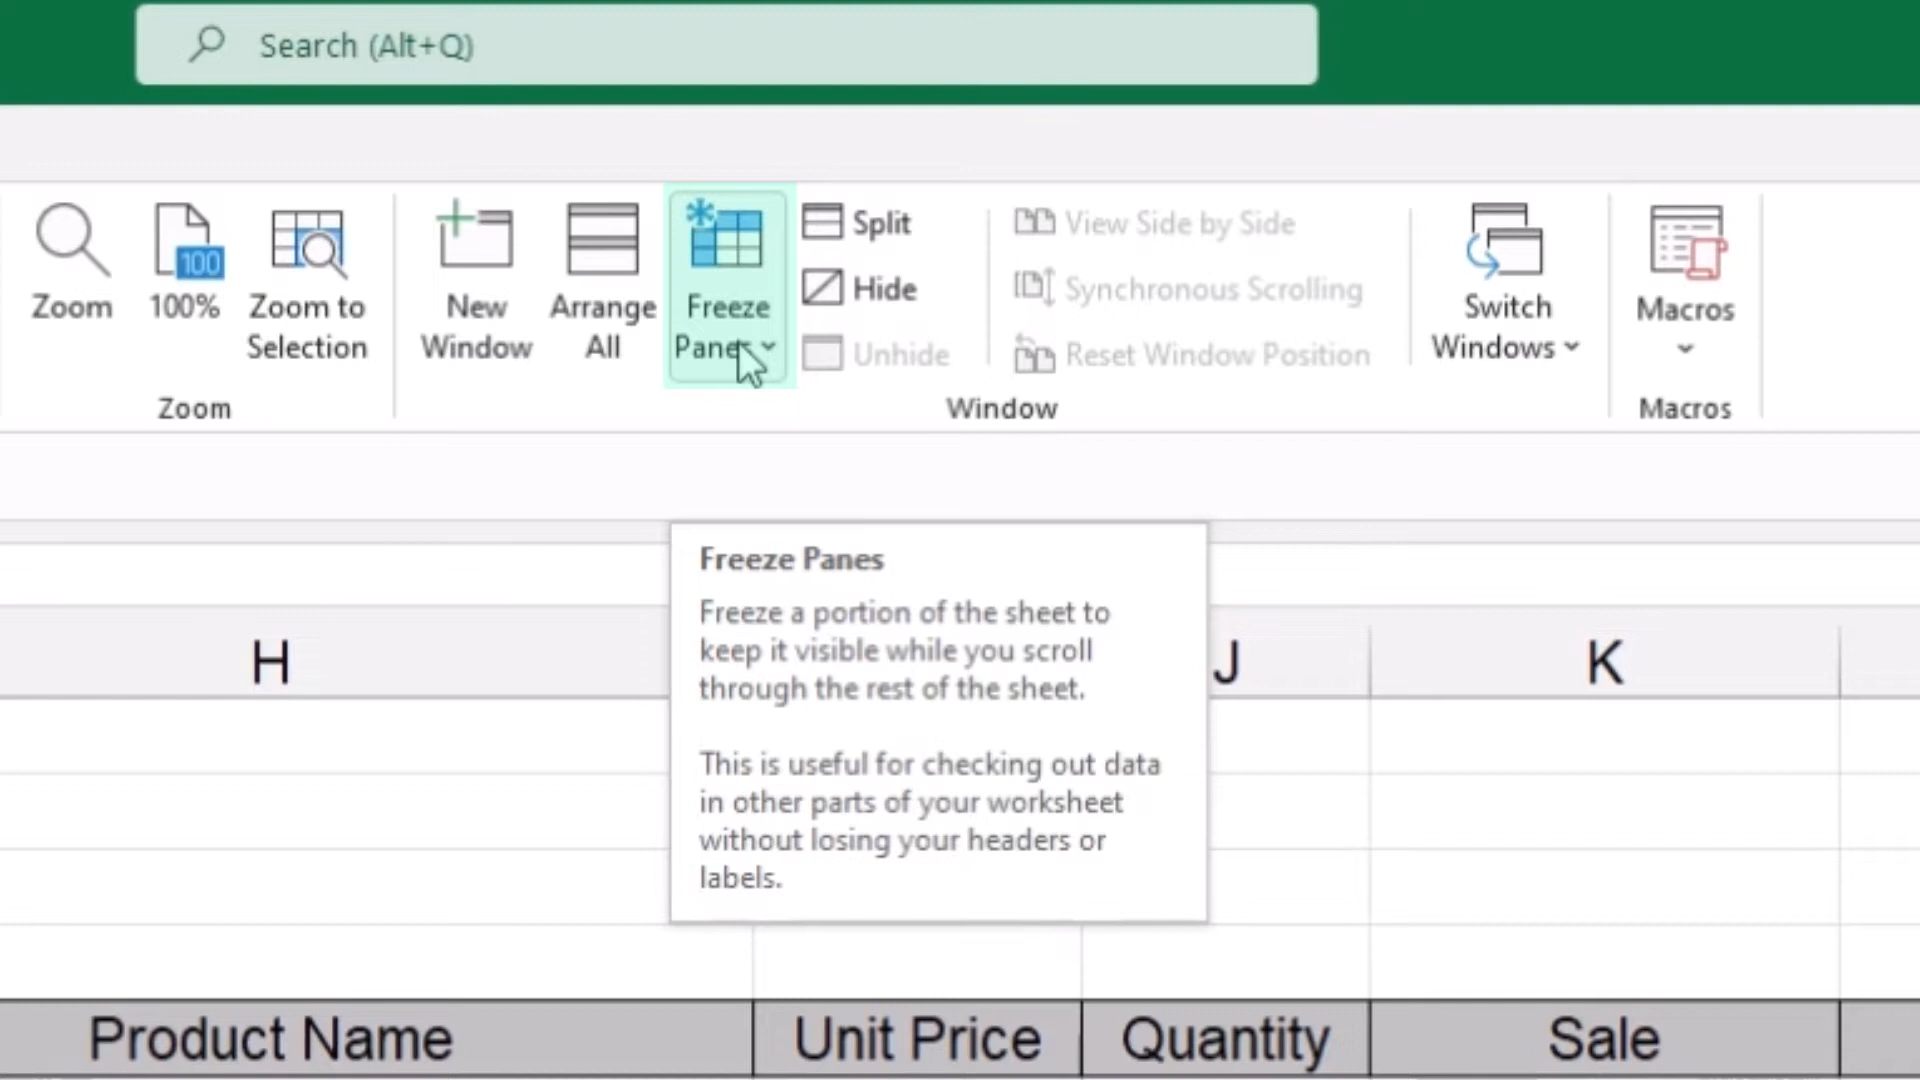 Search (Alt+Q)
Zoom
100%
100
Zoom to
Selection
New
Window
Arrange
All
Freeze
Panes
Split
Hide
Unhide
View Side by Side
Synchronous Scrolling
Reset Window Position
Switch
Windows
Macros
Zoom
Window
Macros
Freeze Panes
Freeze a portion of the sheet to
keep it visible while you scroll
through the rest of the sheet.
This is useful for checking out data
in other parts of your worksheet
without losing your headers or
labels.
H
J
K
Product Name
Unit Price
Quantity
Sale